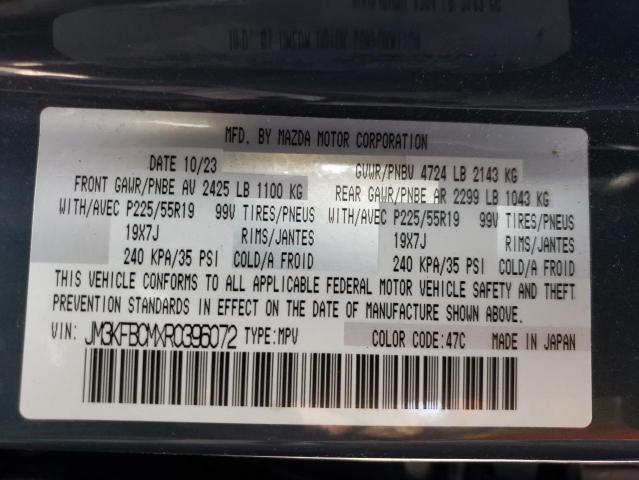 MFD. BY MAZDA MOTOR CORPORATION
DATE 10/23 GVWR/PNBV 4724 LB 2143 KG
FRONT GAWR/PNBE AV 2425 LB 1100 KG REAR GAWR/PNBE AR 2299 LB 1043 KG
WITH/AVEC P225/55R19 99V TIRES/PNEUS WITH/AVEC P225/55R19 99V TIRES/PNEUS
19X7J RIMS/JANTES 19X7J RIMS/JANTES
240 KPA/35 PSI COLD/A FROID 240 KPA/35 PSI COLD/A FROID
THIS VEHICLE CONFORMS TO ALL APPLICABLE FEDERAL MOTOR VEHICLE SAFETY AND THEFT
PREVENTION STANDARDS IN EFFECT ON THE DATE OF MANUFACTURE SHOWN ABOVE.
VIN: JM3KFBCMXR0396072 TYPE:MPV COLOR CODE:47C MADE IN JAPAN